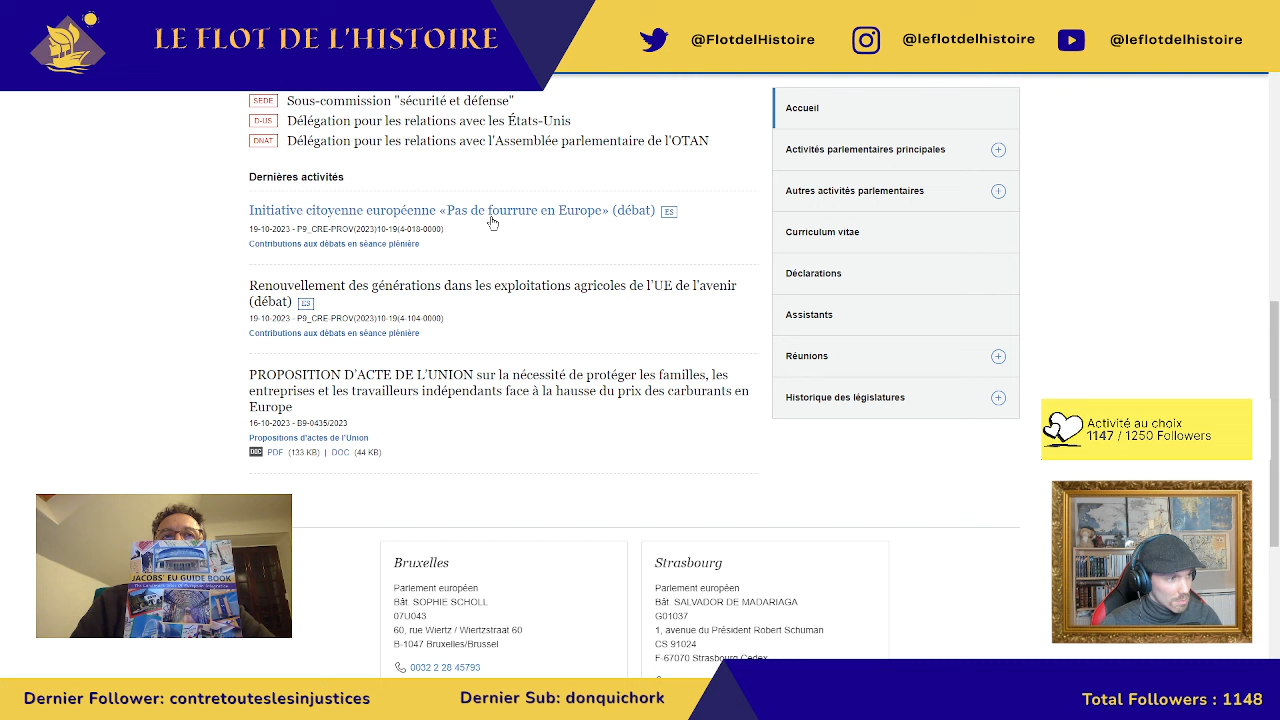 LE FLOT DE L'HISTOIRE
@FlotdelHistoire
@leflotdelhistoire
@leflotdelhistoire
SEDE Sous-commission "sécurité et défense"
D-US Délégation pour les relations avec les États-Unis
DNAT Délégation pour les relations avec l'Assemblée parlementaire de l'OTAN
Dernières activités
Initiative citoyenne européenne «Pas de fourrure en Europe» (débat) ES
19-10-2023 - P9_CRE-PROV(2023)10-19(4-018-0000)
Contributions aux débats en séance plénière
Renouvellement des générations dans les exploitations agricoles de l'UE de l'avenir
(débat) ES
19-10-2023 - P9_CRE-PROV(2023)10-19(4-104-0000)
Contributions aux débats en séance plénière
PROPOSITION D'ACTE DE L'UNION sur la nécessité de protéger les familles, les
entreprises et les travailleurs indépendants face à la hausse du prix des carburants en
Europe
16-10-2023 - B9-0435/2023
Propositions d'actes de l'Union
DOC PDF (133 KB) | DOC (44 KB)
Accueil
Activités parlementaires principales
Autres activités parlementaires
Curriculum vitae
Déclarations
Assistants
Réunions
Historique des législatures
Activité au choix
1147 / 1250 Followers
JACOBS' EU GUIDE BOOK
The Landmark Sites Of European Integration
Bruxelles
Parlement européen
Bât. SOPHIE SCHOLL
07U043
60, rue Wiertz / Wiertzstraat 60
B-1047 Bruxelles/Brussel
0032 2 28 45793
Strasbourg
Parlement européen
Bât. SALVADOR DE MADARIAGA
G01037
1, avenue du Président Robert Schuman
CS 91024
F-67070 Strasbourg Cedex
Dernier Follower: contretouteslesinjustices
Dernier Sub: donquichork
Total Followers : 1148